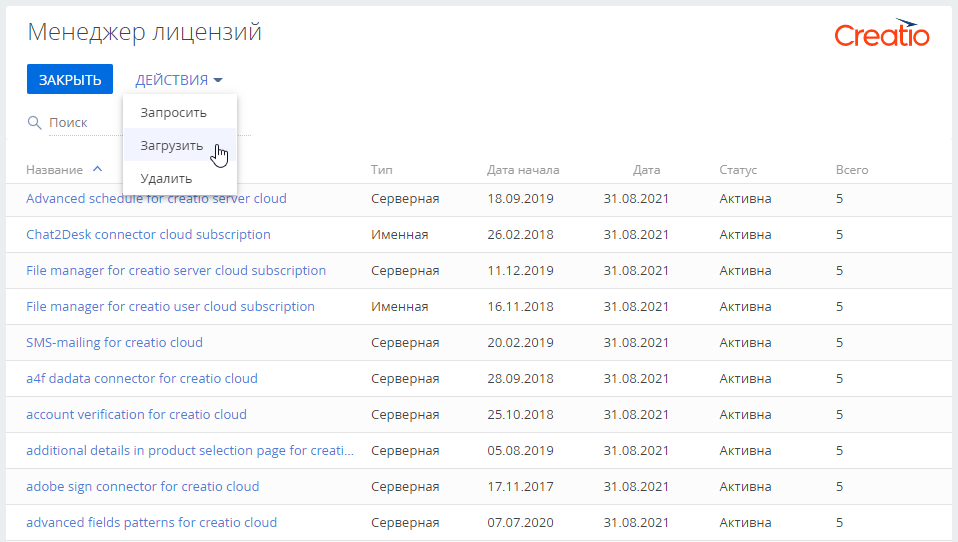 Менеджер лицензий
Creatio
ЗАКРЫТЬ ДЕЙСТВИЯ
Запросить
Поиск
Загрузить
Удалить
Название Тип Дата начала Дата Статус Всего
Advanced schedule for creatio server cloud Серверная 18.09.2019 31.08.2021 Активна 5
Chat2Desk connector cloud subscription Именная 26.02.2018 31.08.2021 Активна 5
File manager for creatio server cloud subscription Серверная 11.12.2019 31.08.2021 Активна 5
File manager for creatio user cloud subscription Именная 16.11.2018 31.08.2021 Активна 5
SMS-mailing for creatio cloud Серверная 20.02.2019 31.08.2021 Активна 5
a4f dadata connector for creatio cloud Серверная 28.09.2018 31.08.2021 Активна 5
account verification for creatio cloud Серверная 25.10.2018 31.08.2021 Активна 5
additional details in product selection page for creati... Серверная 05.08.2019 31.08.2021 Активна 5
adobe sign connector for creatio cloud Серверная 17.11.2017 31.08.2021 Активна 5
advanced fields patterns for creatio cloud Серверная 07.07.2020 31.08.2021 Активна 5